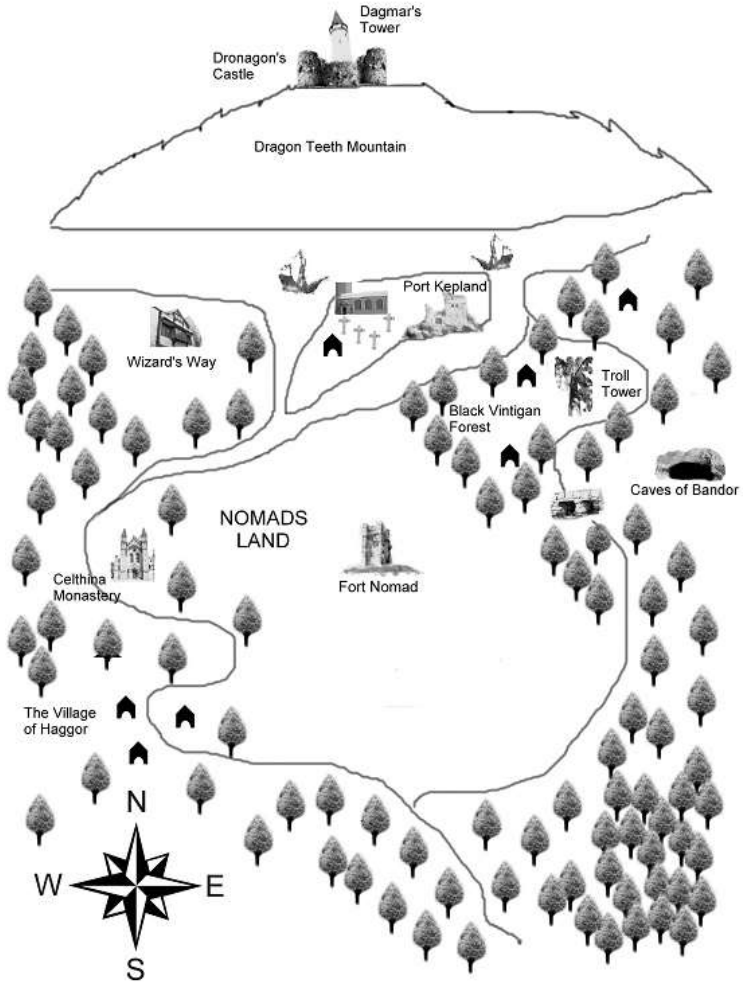 Dagmar's
Tower
Dronagon's
Castle
Dragon Teeth Mountain
Port Kepland
Wizard's Way
Troll
Tower
Black Vintigan
Forest
Caves of Bandor
NOMADS
LAND
Fort Nomad
Celthina
Monastery
The Village
of Haggor
N
W
E
S